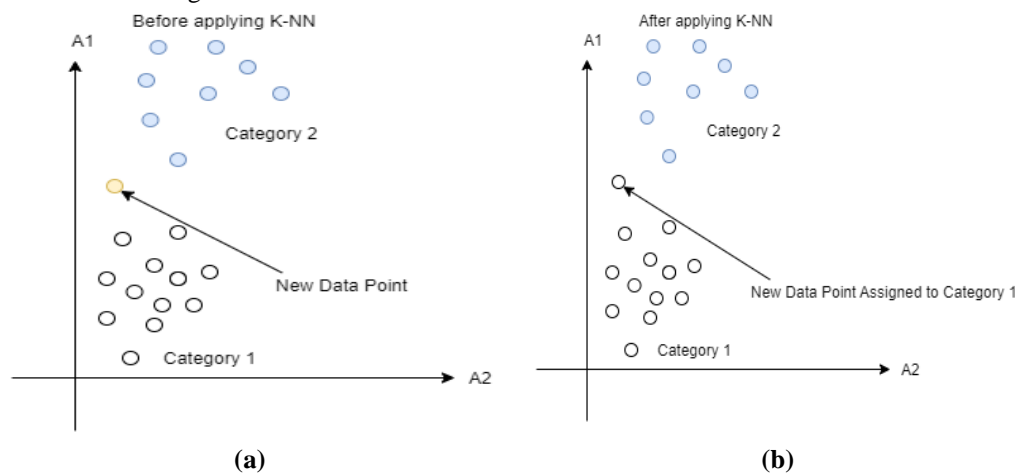 Before applying K-NN
A1
Category 2
New Data Point
Category 1
A2
(a)
After applying K-NN
A1
Category 2
New Data Point Assigned to Category 1
Category 1
A2
(b)